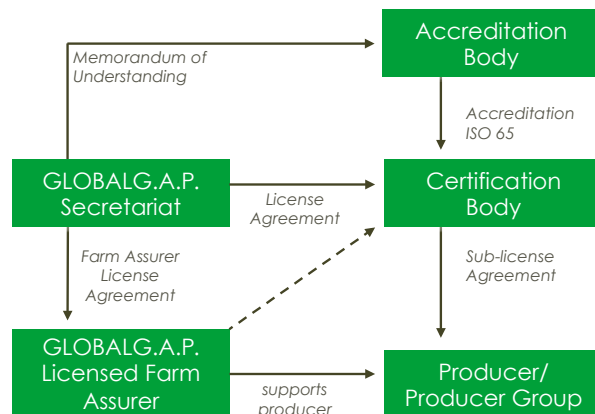 Accreditation
Body
Memorandum of
Understanding
Accreditation
ISO 65
GLOBALG.A.P.
Secretariat
License
Agreement
Certification
Body
Farm Assurer
License
Agreement
Sub-license
Agreement
GLOBALG.A.P.
Licensed Farm
Assurer
supports
producer
Producer/
Producer Group